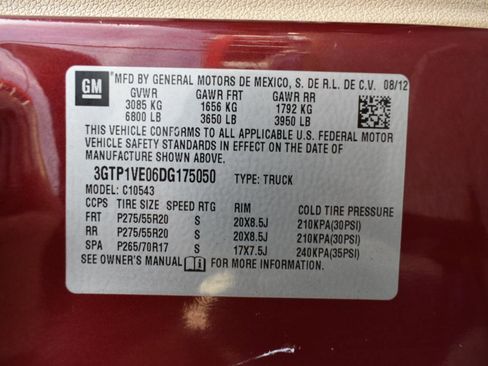 GM MFD BY GENERAL MOTORS DE MEXICO, S. DE R.L. DE C.V. 08/12
GVWR GAWR FRT GAWR RR
3085 KG 1656 KG 1792 KG
6800 LB 3650 LB 3950 LB
THIS VEHICLE CONFORMS TO ALL APPLICABLE U.S. FEDERAL MOTOR
VEHICLE SAFETY STANDARDS IN EFFECT ON THE DATE OF
MANUFACTURE SHOWN ABOVE.
3GTP1VE06DG175050 TYPE: TRUCK
MODEL: C10543
CCPS TIRE SIZE SPEED RTG RIM COLD TIRE PRESSURE
FRT P275/55R20 S 20X8.5J 210KPA(30PSI)
RR P275/55R20 S 20X8.5J 210KPA(30PSI)
SPA P265/70R17 S 17X7.5J 240KPA(35PSI)
SEE OWNER'S MANUAL FOR MORE INFORMATION.